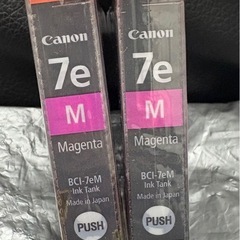 Canon
7e
M
Magenta
BCI-7eM
Ink Tank
Made in Japan
PUSH
Canon
7e
M
Magenta
BCI-7eM
Ink Tank
Made in Japan
PUSH